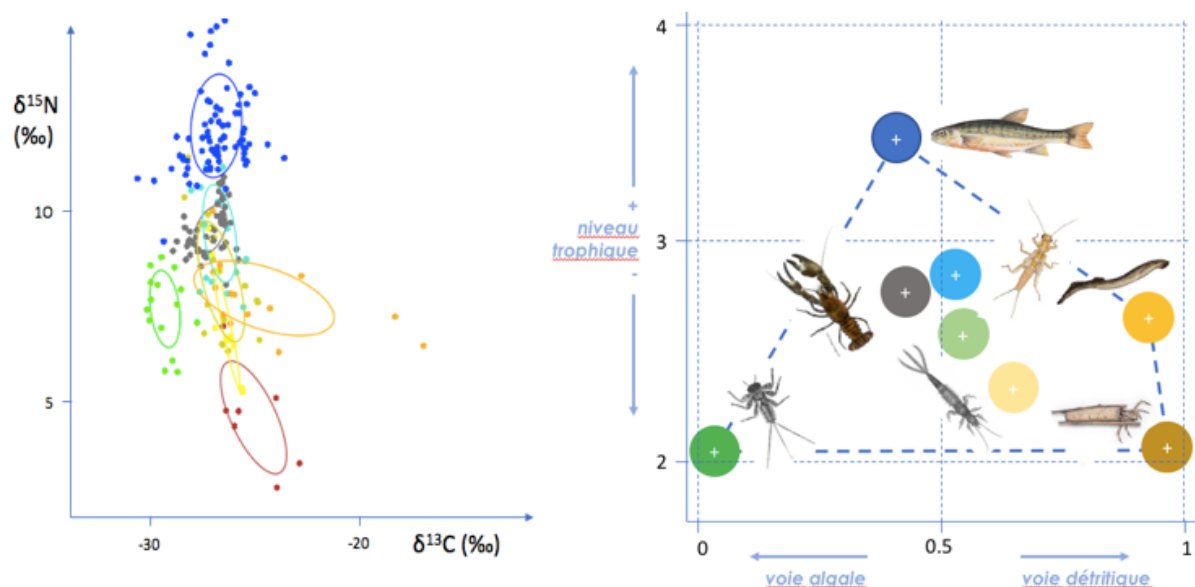 δ¹⁵N
(‰)
10
5
-30
-20
δ¹³C (‰)
+
niveau
trophique
-
4
3
2
0
0.5
1
voie algale
voie détritique